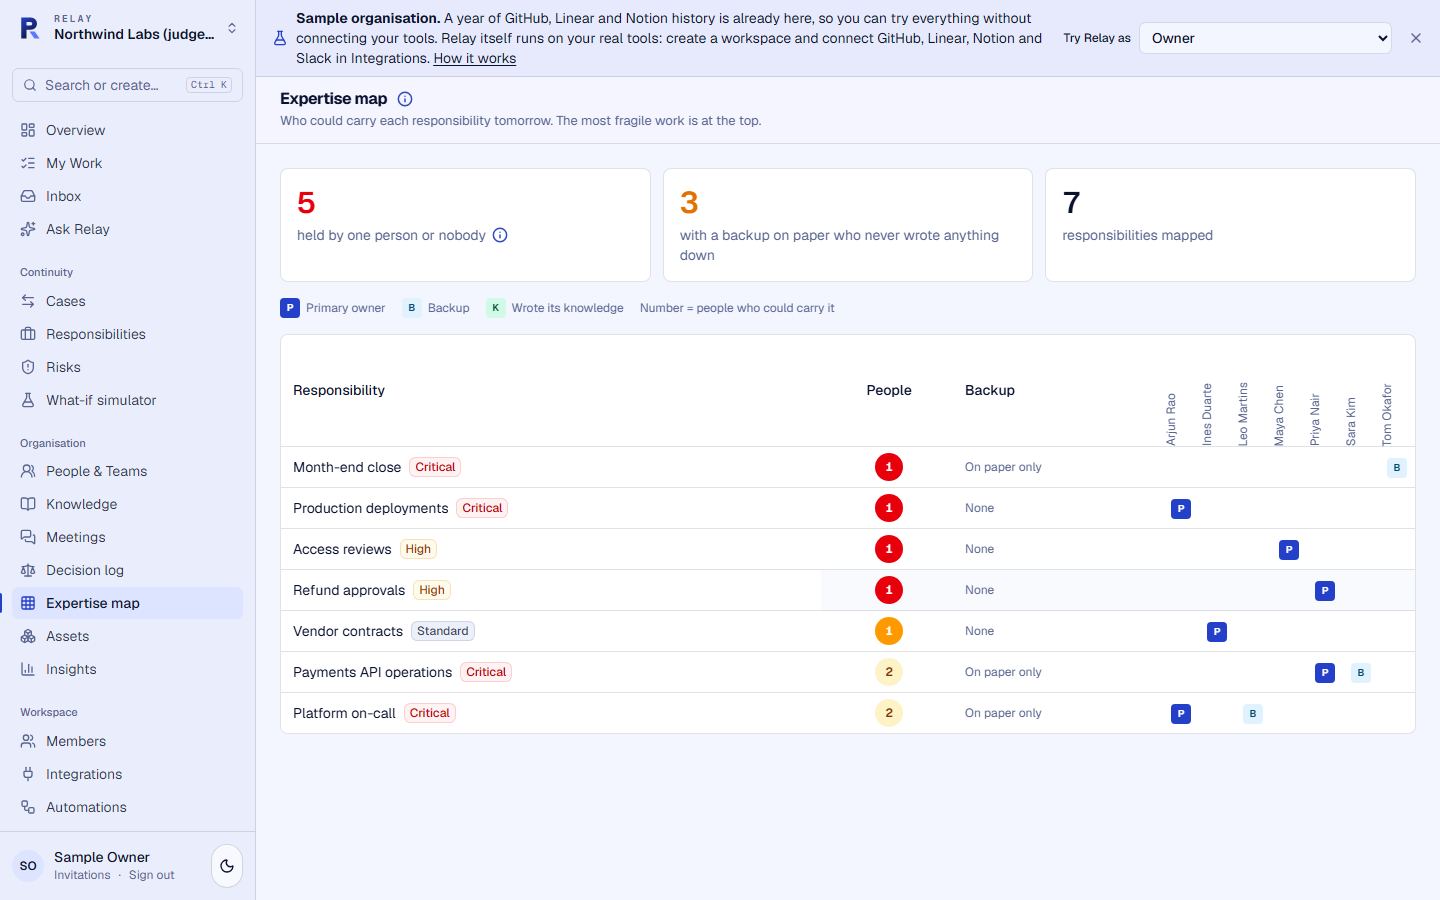 RELAY
Northwind Labs (judge...
Search or create...
Ctrl K
Overview
My Work
Inbox
Ask Relay
Continuity
Cases
Responsibilities
Risks
What-if simulator
Organisation
People & Teams
Knowledge
Meetings
Decision log
Expertise map
Assets
Insights
Workspace
Members
Integrations
Automations
SO
Sample Owner
Invitations · Sign out
Sample organisation. A year of GitHub, Linear and Notion history is already here, so you can try everything without
connecting your tools. Relay itself runs on your real tools: create a workspace and connect GitHub, Linear, Notion and
Slack in Integrations. How it works
Try Relay as
Owner
Expertise map
Who could carry each responsibility tomorrow. The most fragile work is at the top.
5
held by one person or nobody
3
with a backup on paper who never wrote anything
down
7
responsibilities mapped
P Primary owner B Backup K Wrote its knowledge Number = people who could carry it
Responsibility People Backup Arjun Rao Ines Duarte Leo Martins Maya Chen Priya Nair Sara Kim Tom Okafor
Month-end close Critical 1 On paper only B
Production deployments Critical 1 None P
Access reviews High 1 None P
Refund approvals High 1 None P
Vendor contracts Standard 1 None P
Payments API operations Critical 2 On paper only P B
Platform on-call Critical 2 On paper only P B